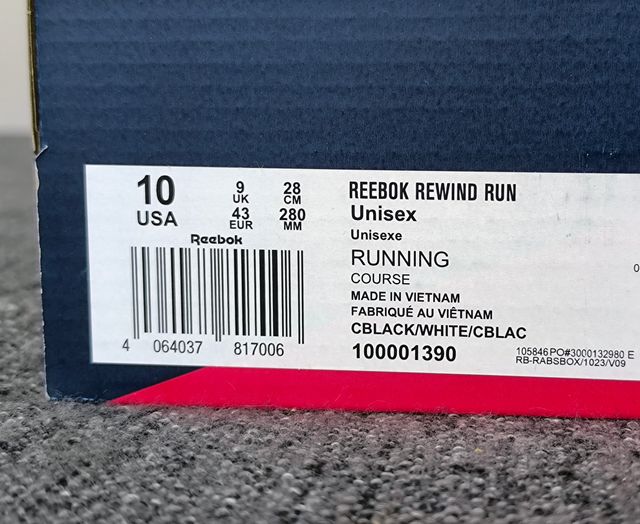 10
USA
9
UK
43
EUR
28
CM
280
MM
Reebok
4 064037 817006
REEBOK REWIND RUN
Unisex
Unisexe
RUNNING
COURSE
MADE IN VIETNAM
FABRIQUÉ AU VIÊTNAM
CBLACK/WHITE/CBLAC
100001390
0
105846 PO#3000132980 E
RB-RABSBOX/1023/V09